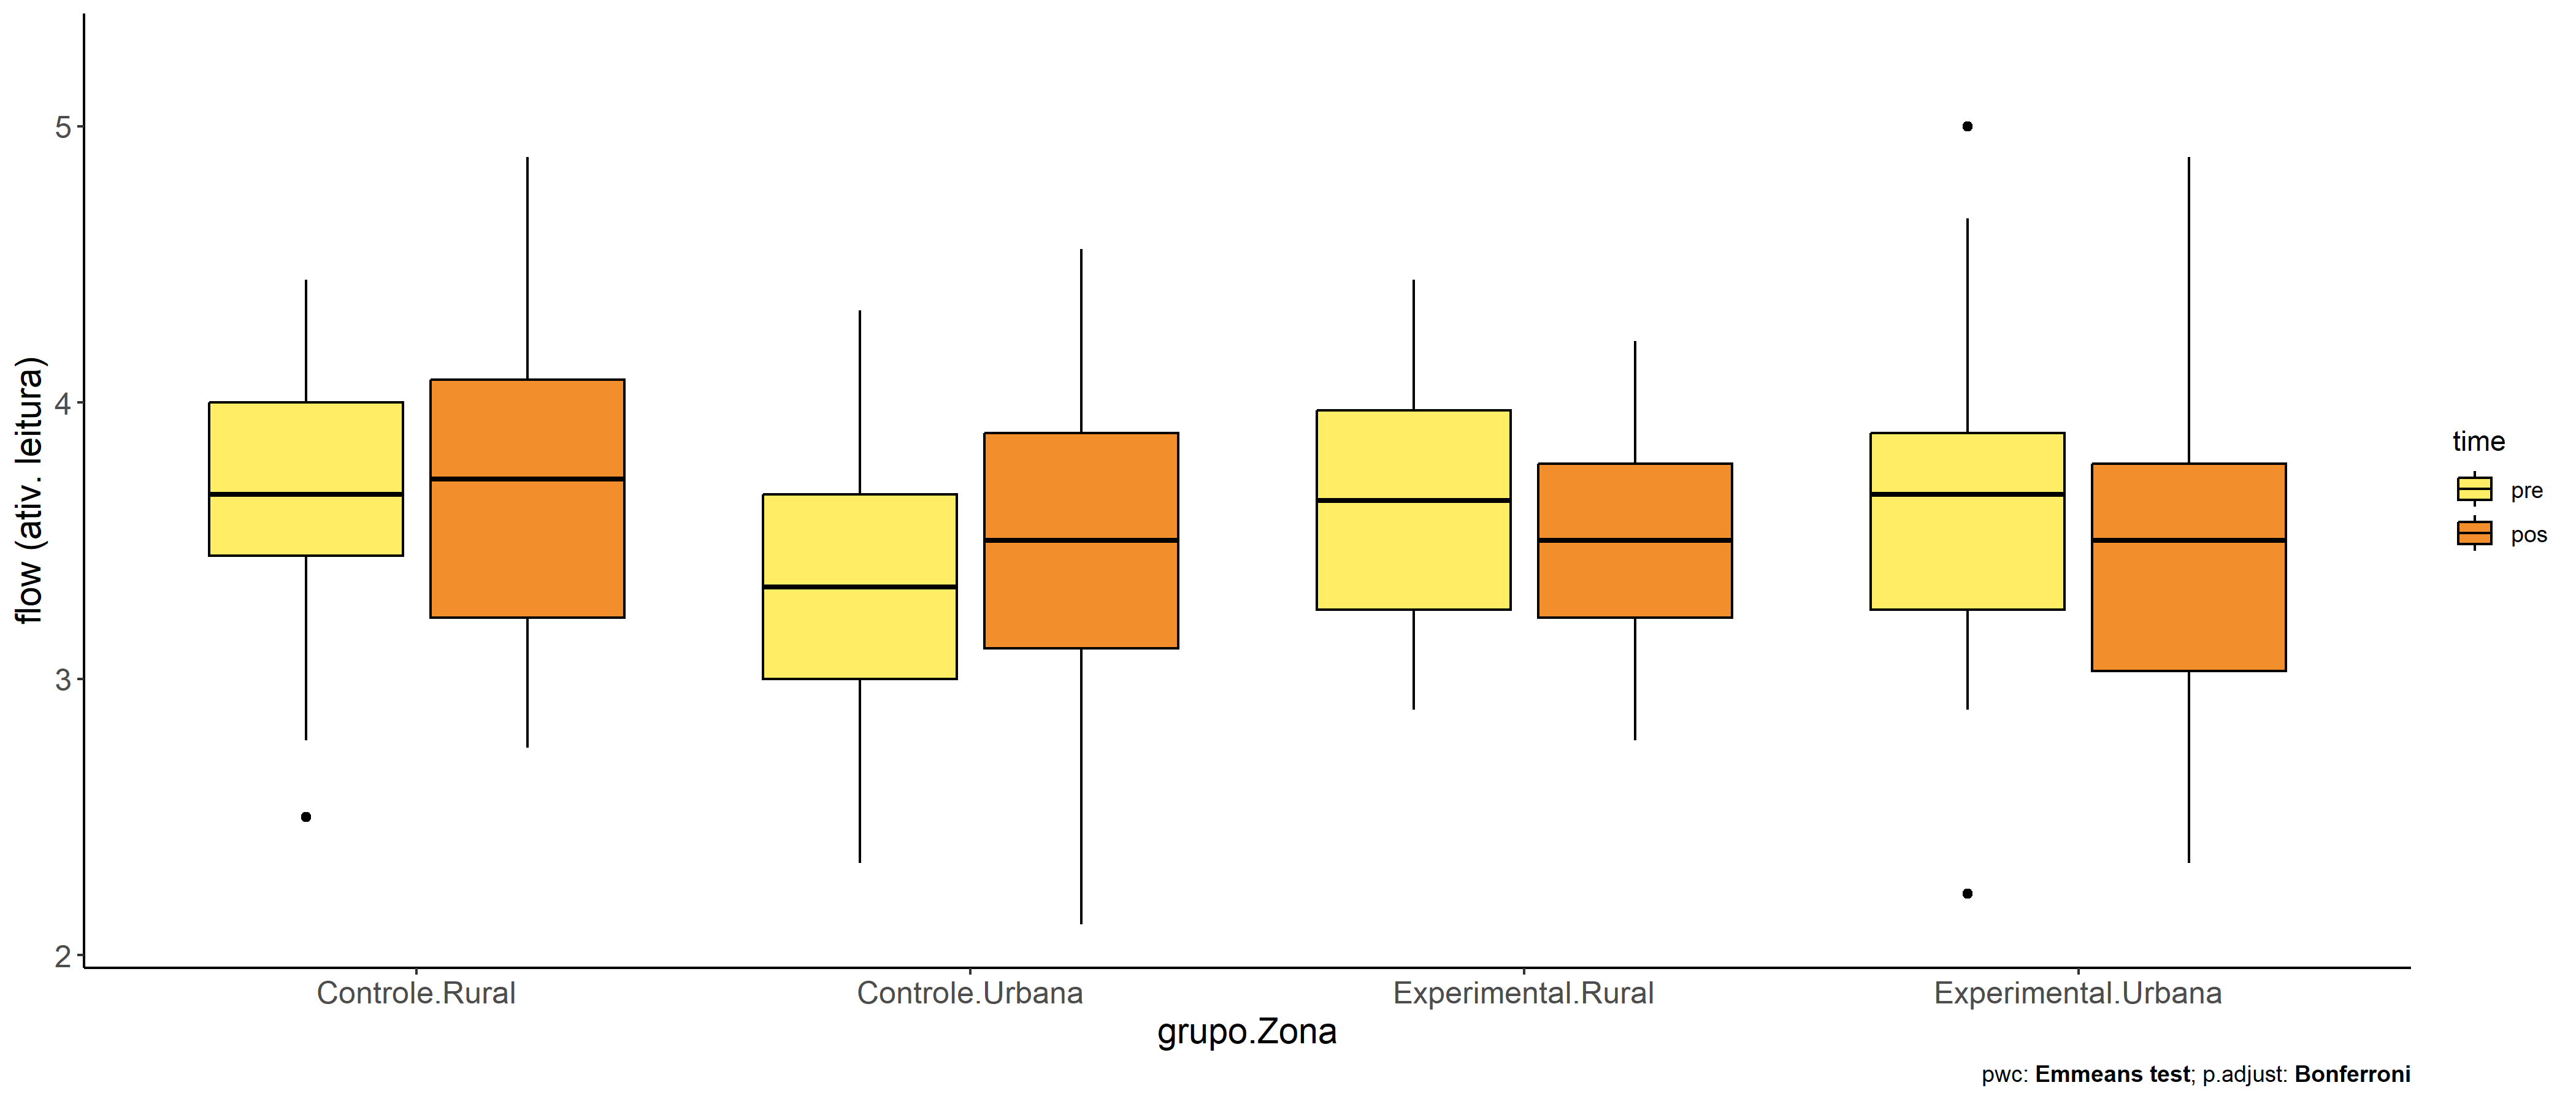 flow (ativ. leitura)
5
4
3
2
Controle.Rural
Controle.Urbana
Experimental.Rural
Experimental.Urbana
grupo.Zona
time
pre
pos
pwc: Emmeans test; p.adjust: Bonferroni